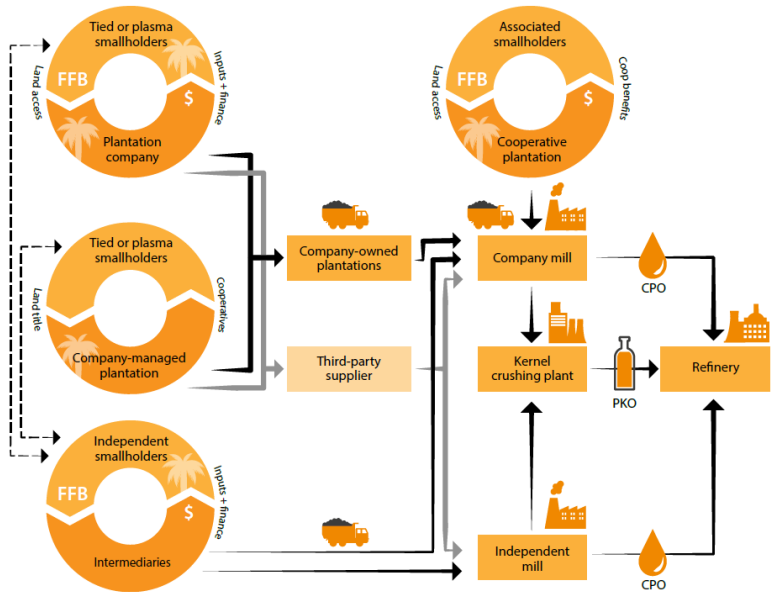 Tied or plasma
smallholders
FFB
Land access
Inputs + finance
$
Plantation
company
Associated
smallholders
FFB
Land access
Coop benefits
$
Cooperative
plantation
Tied or plasma
smallholders
Land title
Cooperatives
Company-managed
plantation
Company-owned
plantations
Company mill
CPO
Third-party
supplier
Kernel
crushing plant
PKO
Refinery
Independent
smallholders
FFB
Inputs + finance
$
Intermediaries
Independent
mill
CPO